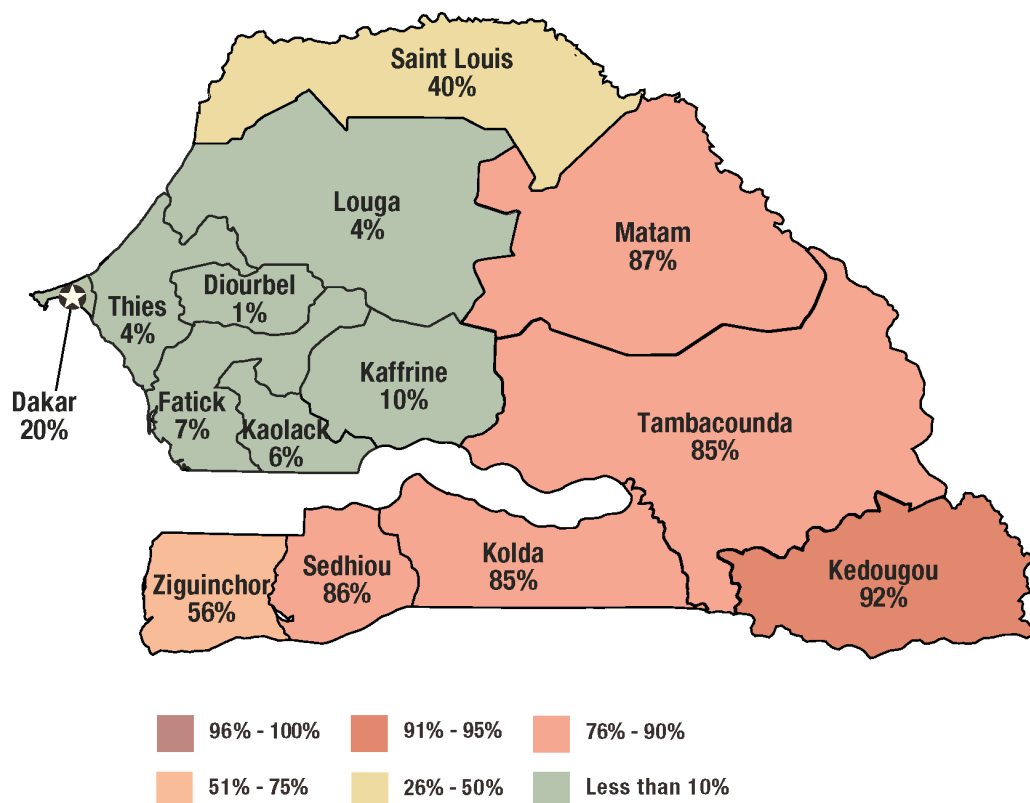 Saint Louis
40%
Louga
4%
Matam
87%
Diourbel
1%
Thies
4%
Dakar
20%
Fatick
7%
Kaolack
6%
Kaffrine
10%
Tambacounda
85%
Ziguinchor
56%
Sedhiou
86%
Kolda
85%
Kedougou
92%
96% - 100%
91% - 95%
76% - 90%
51% - 75%
26% - 50%
Less than 10%